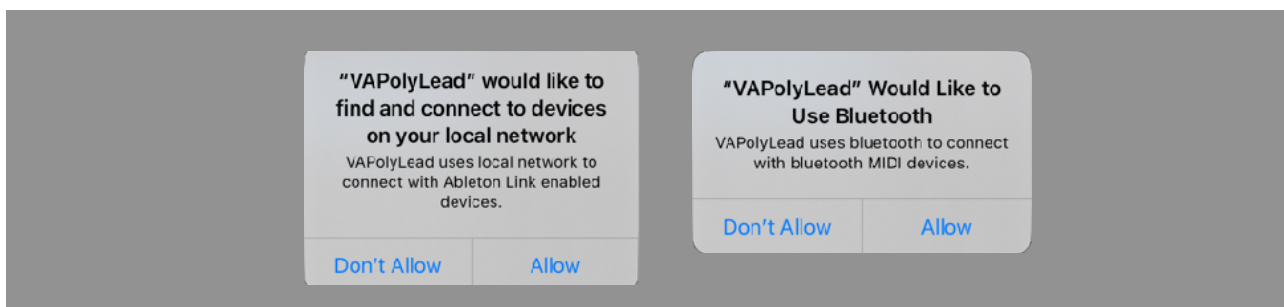 “VAPolyLead” would like to
find and connect to devices
on your local network
VAPolyLead uses local network to
connect with Ableton Link enabled
devices.
Don't Allow
Allow
“VAPolyLead” Would Like to
Use Bluetooth
VAPolyLead uses bluetooth to connect
with bluetooth MIDI devices.
Don't Allow
Allow